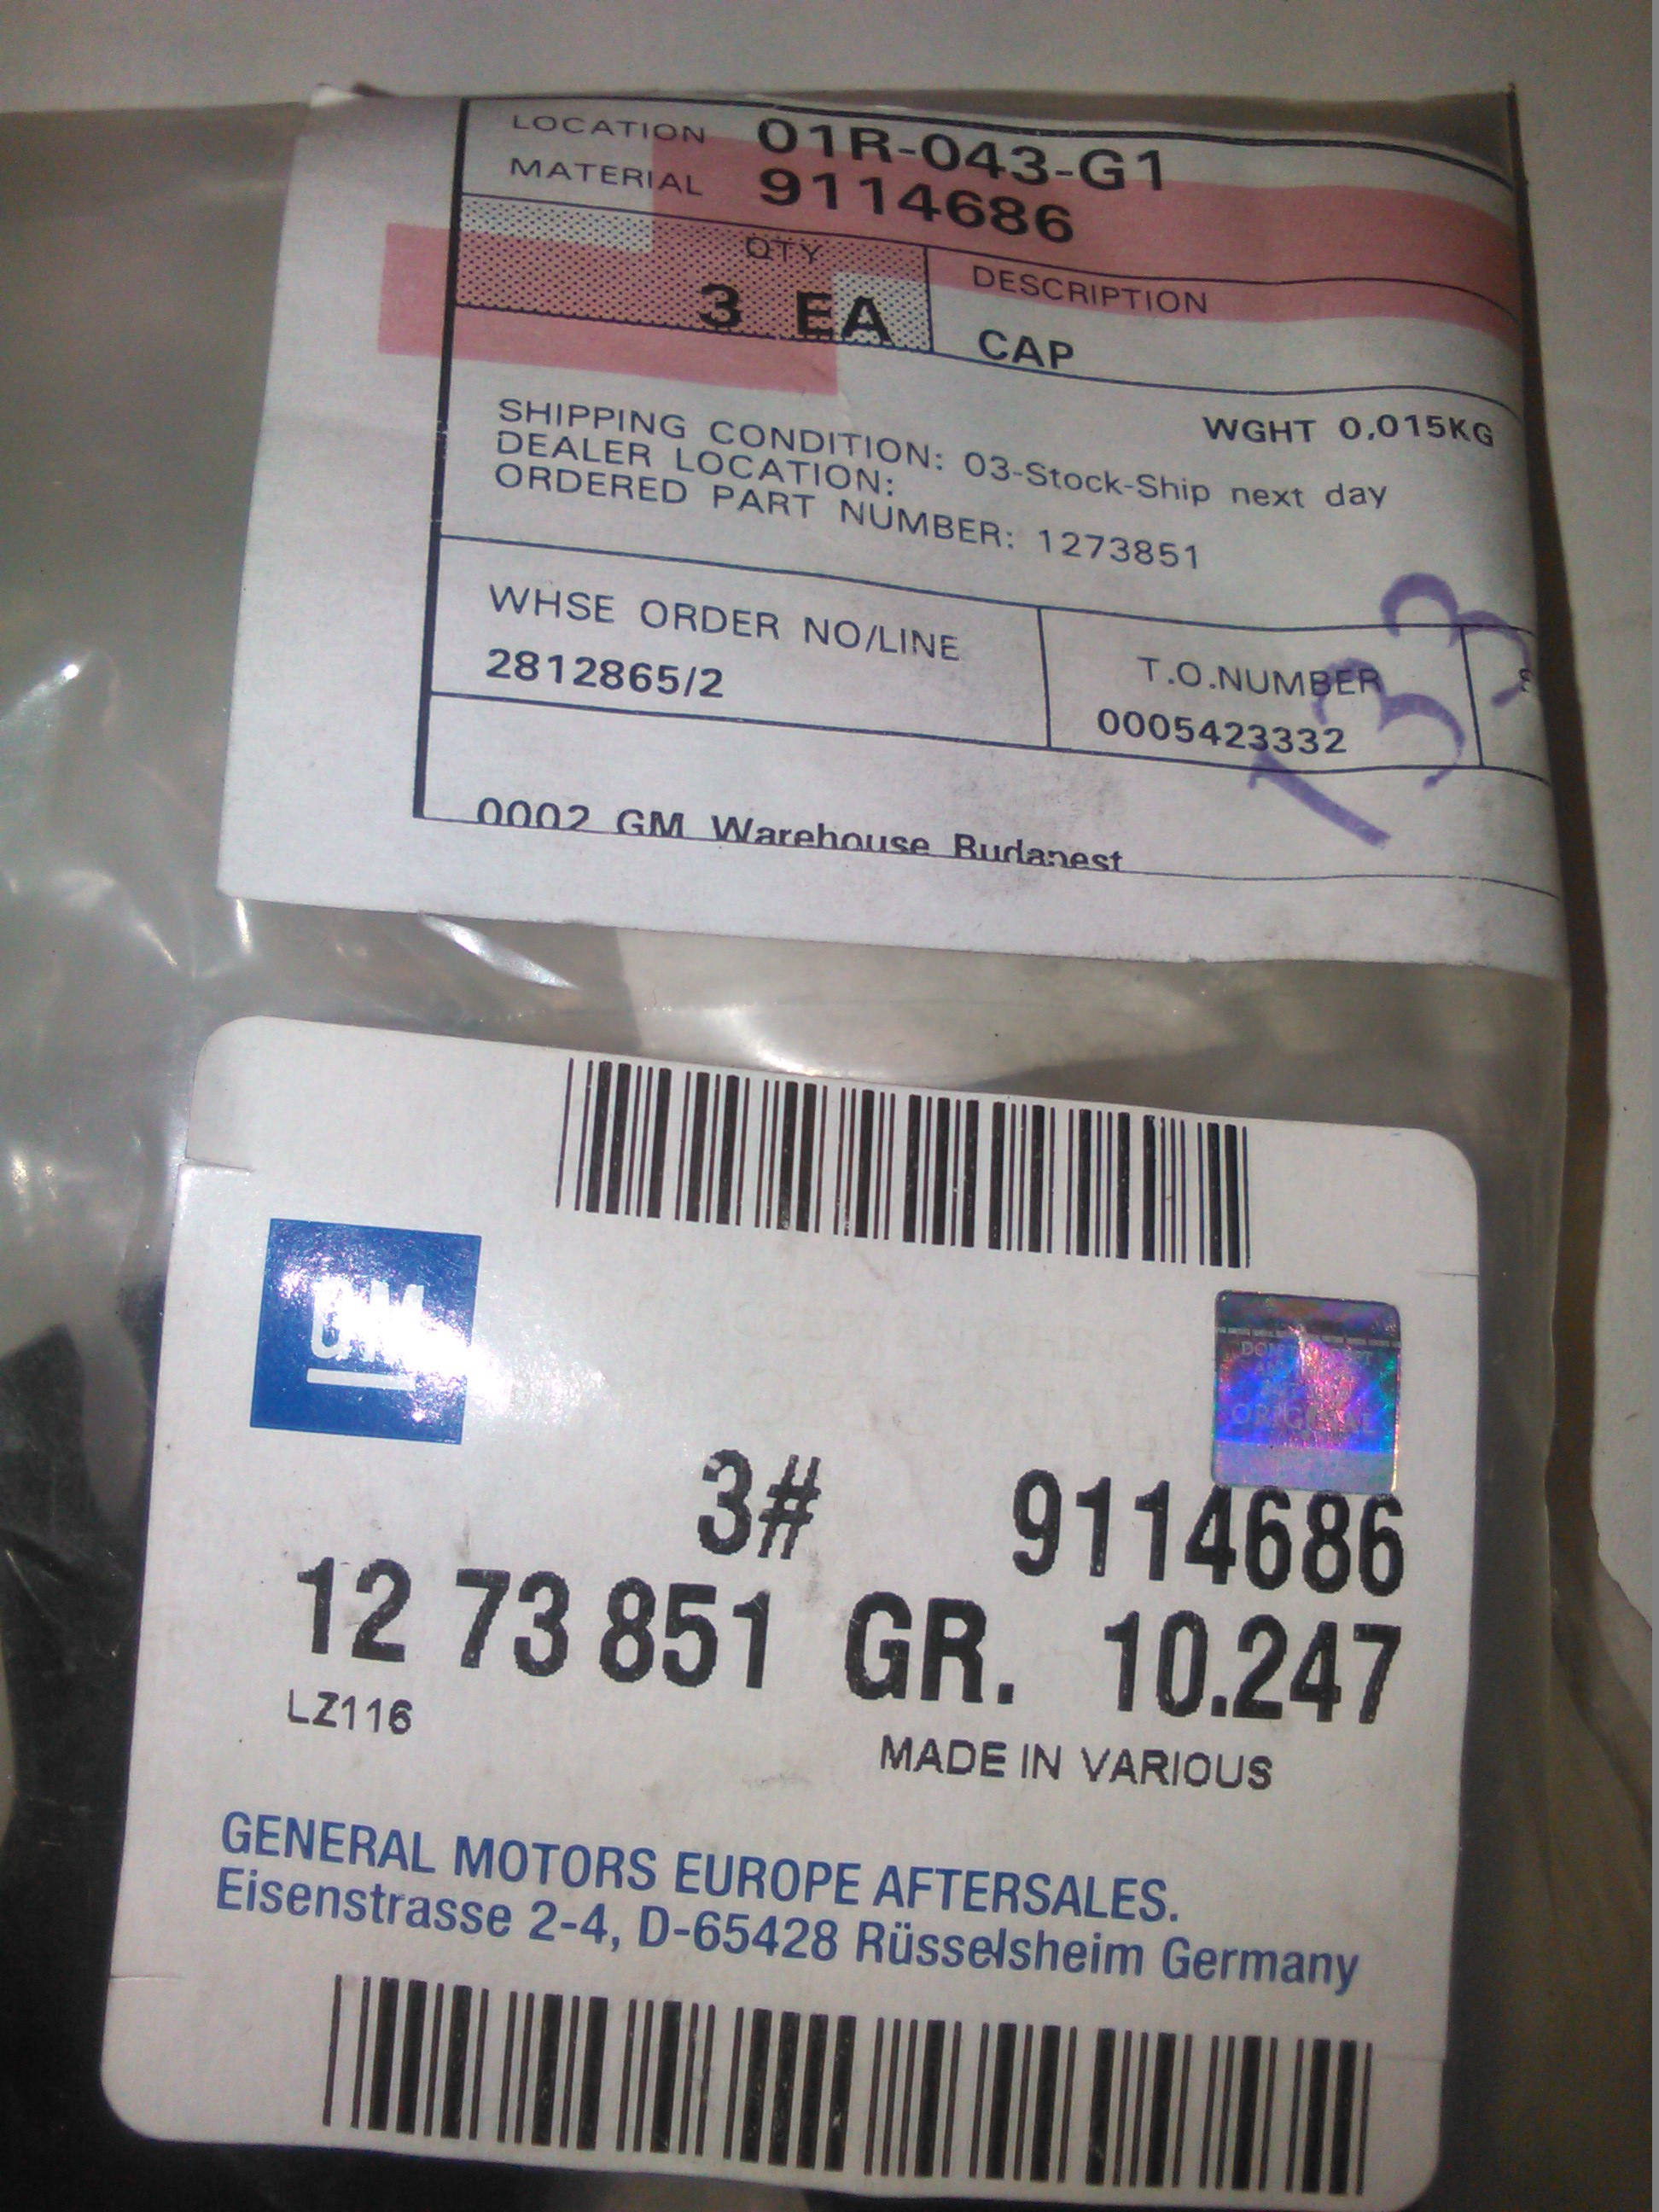 LOCATION 01R-043-G1
MATERIAL 9114686
QTY
3 EA
DESCRIPTION
CAP
WGHT 0,015KG
SHIPPING CONDITION: 03-Stock-Ship next day
DEALER LOCATION:
ORDERED PART NUMBER: 1273851
WHSE ORDER NO/LINE
2812865/2
T.O.NUMBER
0005423332
133
0002 GM Warehouse Budapest
GM
ORIGINAL
3# 9114686
12 73 851 GR. 10.247
LZ116
MADE IN VARIOUS
GENERAL MOTORS EUROPE AFTERSALES.
Eisenstrasse 2-4, D-65428 Rüsselsheim Germany